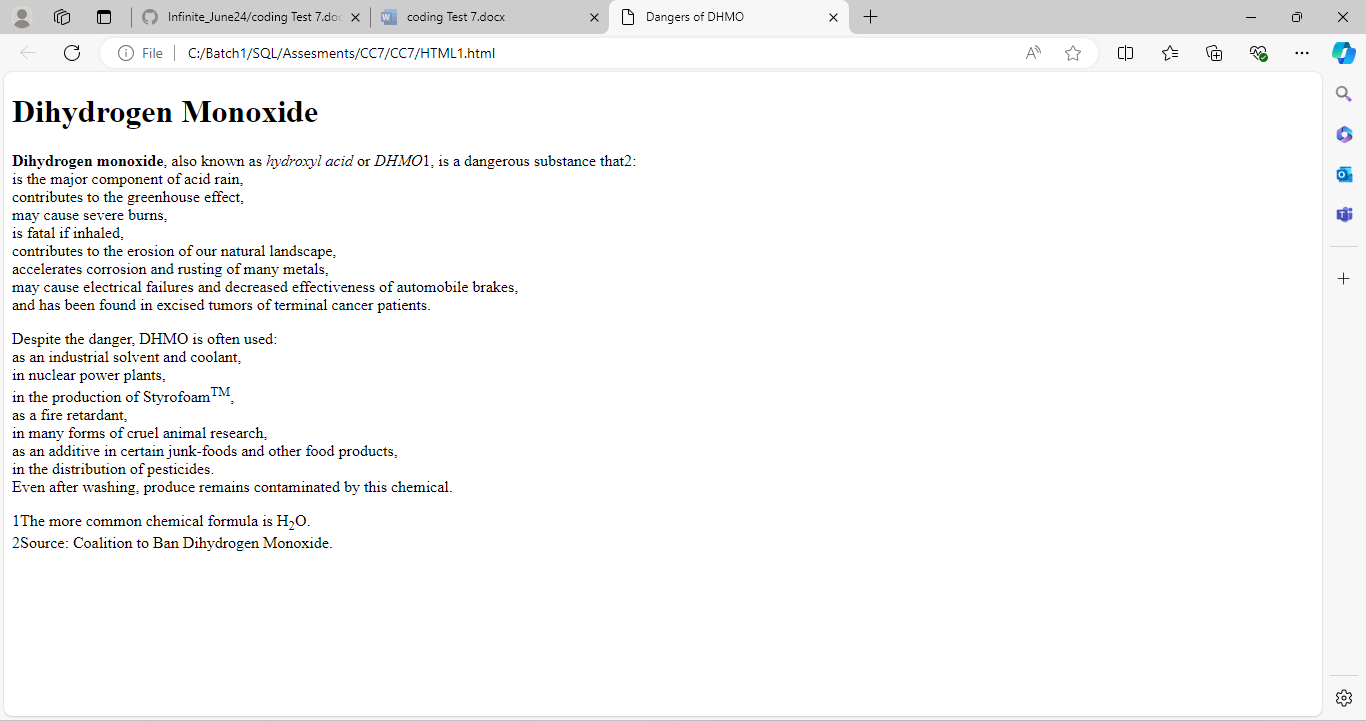 Infinite_June24/coding Test 7.doc
coding Test 7.docx
Dangers of DHMO
File
C:/Batch1/SQL/Assesments/CC7/CC7/HTML1.html
Dihydrogen Monoxide
Dihydrogen monoxide, also known as hydroxyl acid or DHMO1, is a dangerous substance that2:
is the major component of acid rain,
contributes to the greenhouse effect,
may cause severe burns,
is fatal if inhaled,
contributes to the erosion of our natural landscape,
accelerates corrosion and rusting of many metals,
may cause electrical failures and decreased effectiveness of automobile brakes,
and has been found in excised tumors of terminal cancer patients.
Despite the danger, DHMO is often used:
as an industrial solvent and coolant,
in nuclear power plants,
in the production of Styrofoam™,
as a fire retardant,
in many forms of cruel animal research,
as an additive in certain junk-foods and other food products,
in the distribution of pesticides.
Even after washing, produce remains contaminated by this chemical.
1The more common chemical formula is H₂O.
2Source: Coalition to Ban Dihydrogen Monoxide.